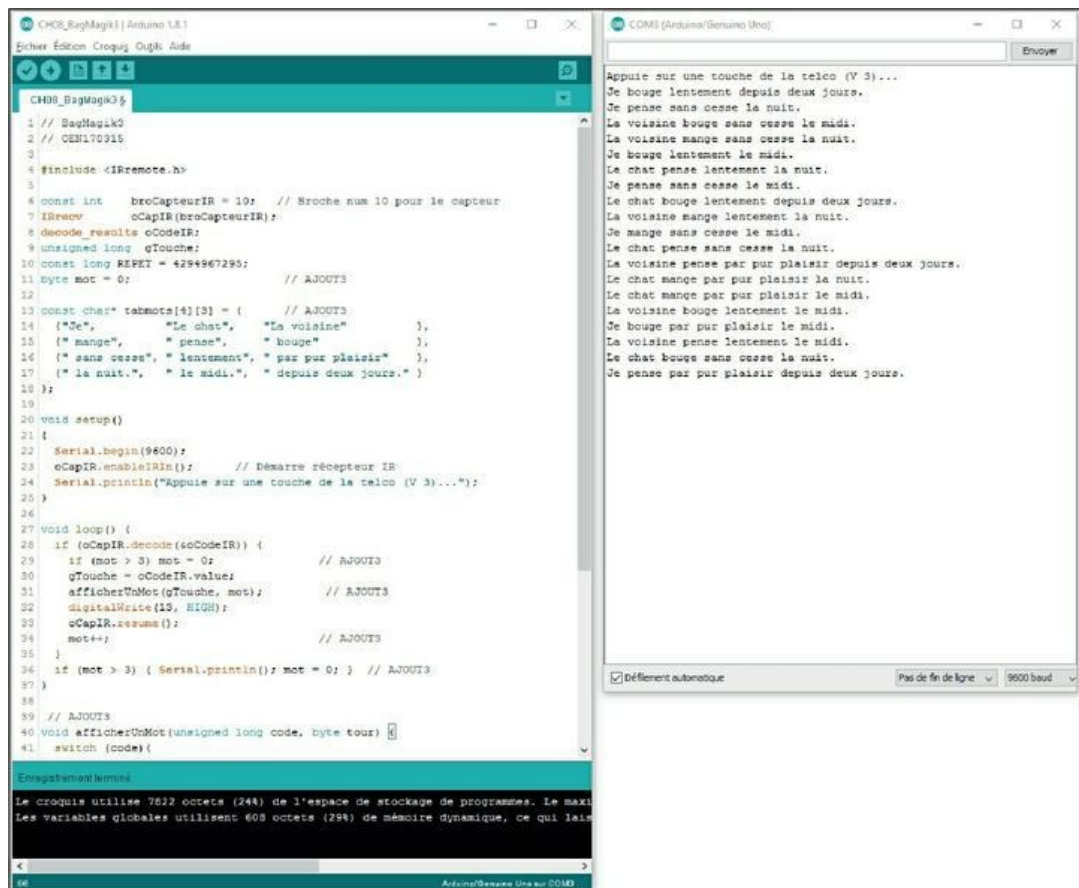 CH08_BagMagik3 | Arduino 1.8.1
Fichier Édition Croquis Outils Aide
CH08_BagMagik3 §
1 // BagMagik3
2 // OEN170315
3
4 #include <IRremote.h>
5
6 const int broCapteurIR = 10; // Broche num 10 pour le capteur
7 IRrecv oCapIR(broCapteurIR);
8 decode_results oCodeIR;
9 unsigned long gTouche;
10 const long REPET = 4294967295;
11 byte mot = 0; // AJOUT3
12
13 const char* tabmots[4][3] = { // AJOUT3
14 {"Je", "Le chat", "La voisine" },
15 {" mange", " pense", " bouge" },
16 {" sans cesse", " lentement", " par pur plaisir" },
17 {" la nuit.", " le midi.", " depuis deux jours." }
18 };
19
20 void setup()
21 {
22 Serial.begin(9600);
23 oCapIR.enableIRIn(); // Démarre récepteur IR
24 Serial.println("Appuie sur une touche de la telco (V 3)...");
25 }
26
27 void loop() {
28 if (oCapIR.decode(&oCodeIR)) {
29 if (mot > 3) mot = 0; // AJOUT3
30 gTouche = oCodeIR.value;
31 afficherUnMot(gTouche, mot); // AJOUT3
32 digitalWrite(13, HIGH);
33 oCapIR.resume();
34 mot++; // AJOUT3
35 }
36 if (mot > 3) { Serial.println(); mot = 0; } // AJOUT3
37 }
38
39 // AJOUT3
40 void afficherUnMot(unsigned long code, byte tour) {
41 switch (code){
Enregistrement terminé.
Le croquis utilise 7822 octets (24%) de l'espace de stockage de programmes. Le maxi
Les variables globales utilisent 608 octets (29%) de mémoire dynamique, ce qui lais
66
Arduino/Genuino Uno sur COM3
COM3 (Arduino/Genuino Uno)
Envoyer
Appuie sur une touche de la telco (V 3)...
Je bouge lentement depuis deux jours.
Je pense sans cesse la nuit.
La voisine bouge sans cesse le midi.
La voisine mange sans cesse la nuit.
Je bouge lentement le midi.
Le chat pense lentement la nuit.
Je pense sans cesse le midi.
Le chat bouge lentement depuis deux jours.
La voisine mange lentement la nuit.
Je mange sans cesse le midi.
Le chat pense sans cesse la nuit.
La voisine pense par pur plaisir depuis deux jours.
Le chat mange par pur plaisir la nuit.
Le chat mange par pur plaisir le midi.
La voisine bouge lentement le midi.
Je bouge par pur plaisir le midi.
La voisine pense lentement le midi.
Le chat bouge sans cesse la nuit.
Je pense par pur plaisir depuis deux jours.
Défilement automatique
Pas de fin de ligne
9600 baud